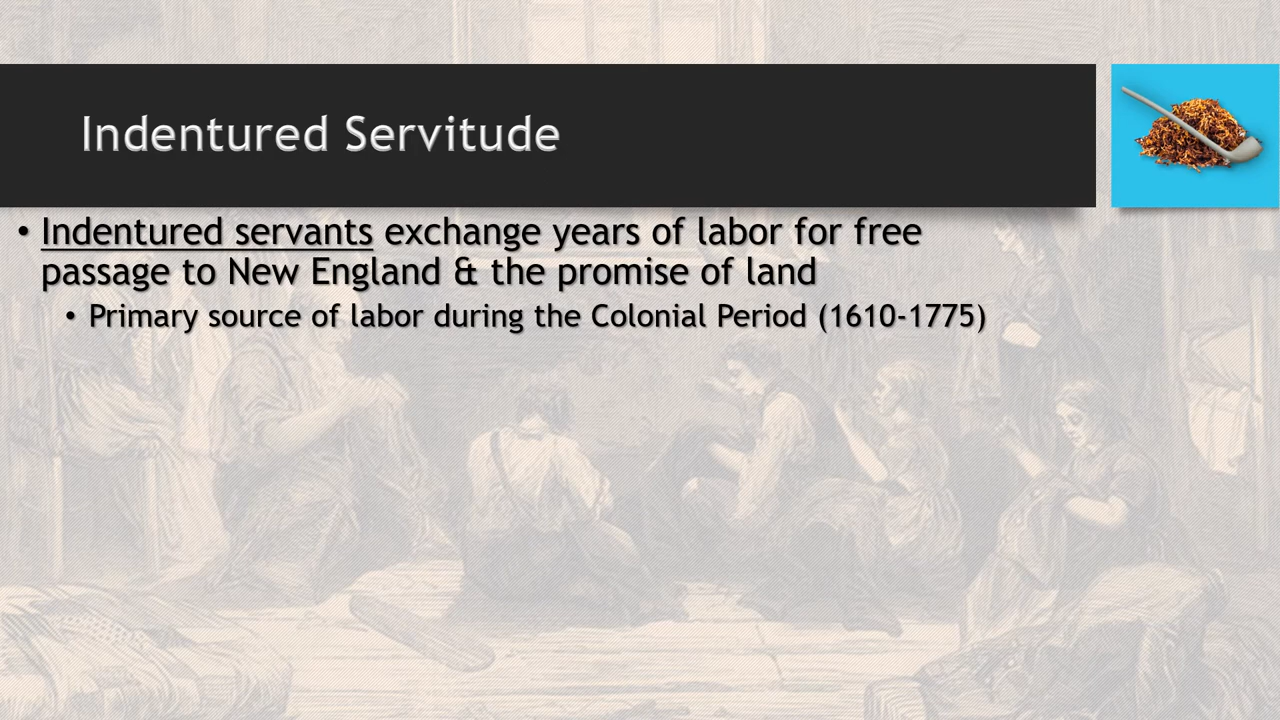 Indentured Servitude
• Indentured servants exchange years of labor for free
passage to New England & the promise of land
• Primary source of labor during the Colonial Period (1610-1775)